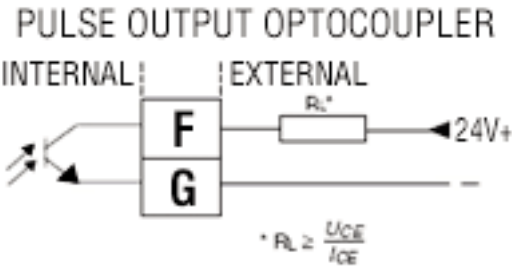 PULSE OUTPUT OPTOCOUPLER
INTERNAL EXTERNAL
RL*
F
24V+
G
-
* RL ≥ UCE / ICE